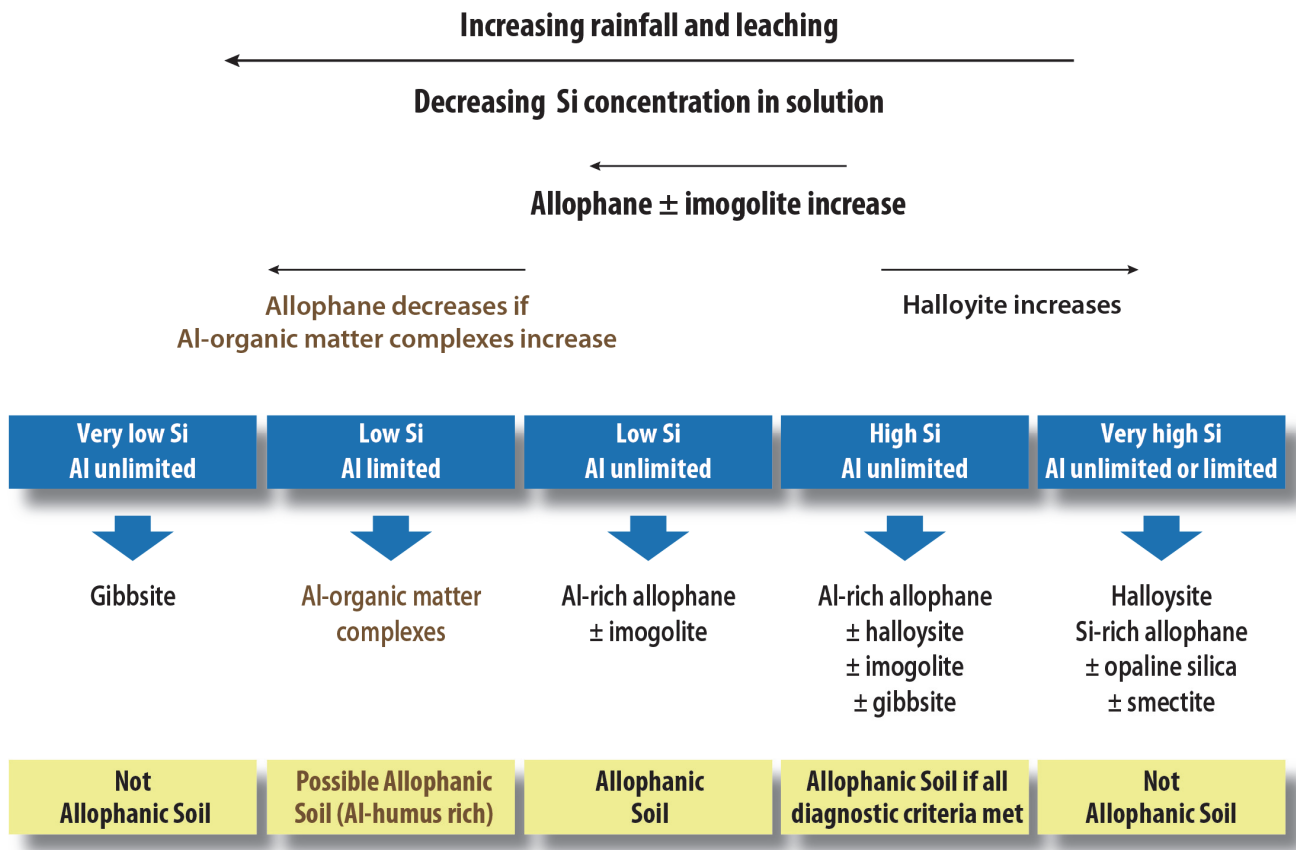 Increasing rainfall and leaching
Decreasing Si concentration in solution
Allophane ± imogolite increase
Allophane decreases if
Al-organic matter complexes increase
Halloyite increases
Very low Si
Al unlimited
Low Si
Al limited
Low Si
Al unlimited
High Si
Al unlimited
Very high Si
Al unlimited or limited
Gibbsite
Al-organic matter
complexes
Al-rich allophane
± imogolite
Al-rich allophane
± halloysite
± imogolite
± gibbsite
Halloysite
Si-rich allophane
± opaline silica
± smectite
Not
Allophanic Soil
Possible Allophanic
Soil (Al-humus rich)
Allophanic
Soil
Allophanic Soil if all
diagnostic criteria met
Not
Allophanic Soil